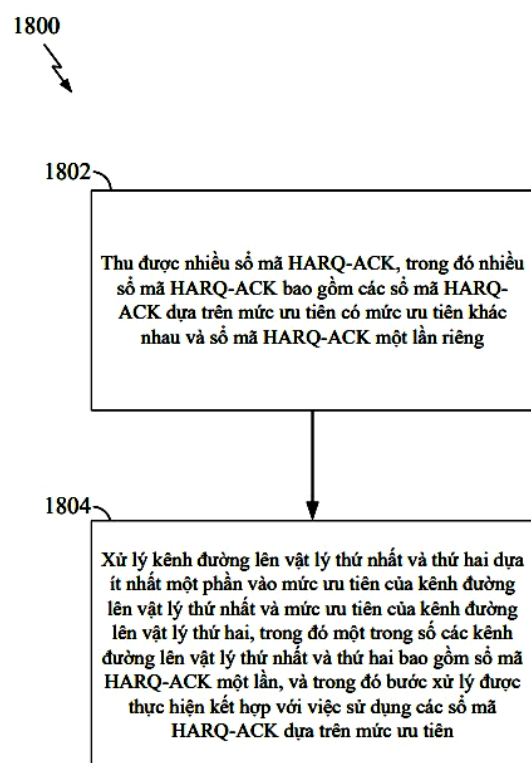 1800
1802
Thu được nhiều sổ mã HARQ-ACK, trong đó nhiều
sổ mã HARQ-ACK bao gồm các sổ mã HARQ-
ACK dựa trên mức ưu tiên có mức ưu tiên khác
nhau và sổ mã HARQ-ACK một lần riêng
1804
Xử lý kênh đường lên vật lý thứ nhất và thứ hai dựa
ít nhất một phần vào mức ưu tiên của kênh đường
lên vật lý thứ nhất và mức ưu tiên của kênh đường
lên vật lý thứ hai, trong đó một trong số các kênh
đường lên vật lý thứ nhất và thứ hai bao gồm sổ mã
HARQ-ACK một lần, và trong đó bước xử lý được
thực hiện kết hợp với việc sử dụng các sổ mã
HARQ-ACK dựa trên mức ưu tiên